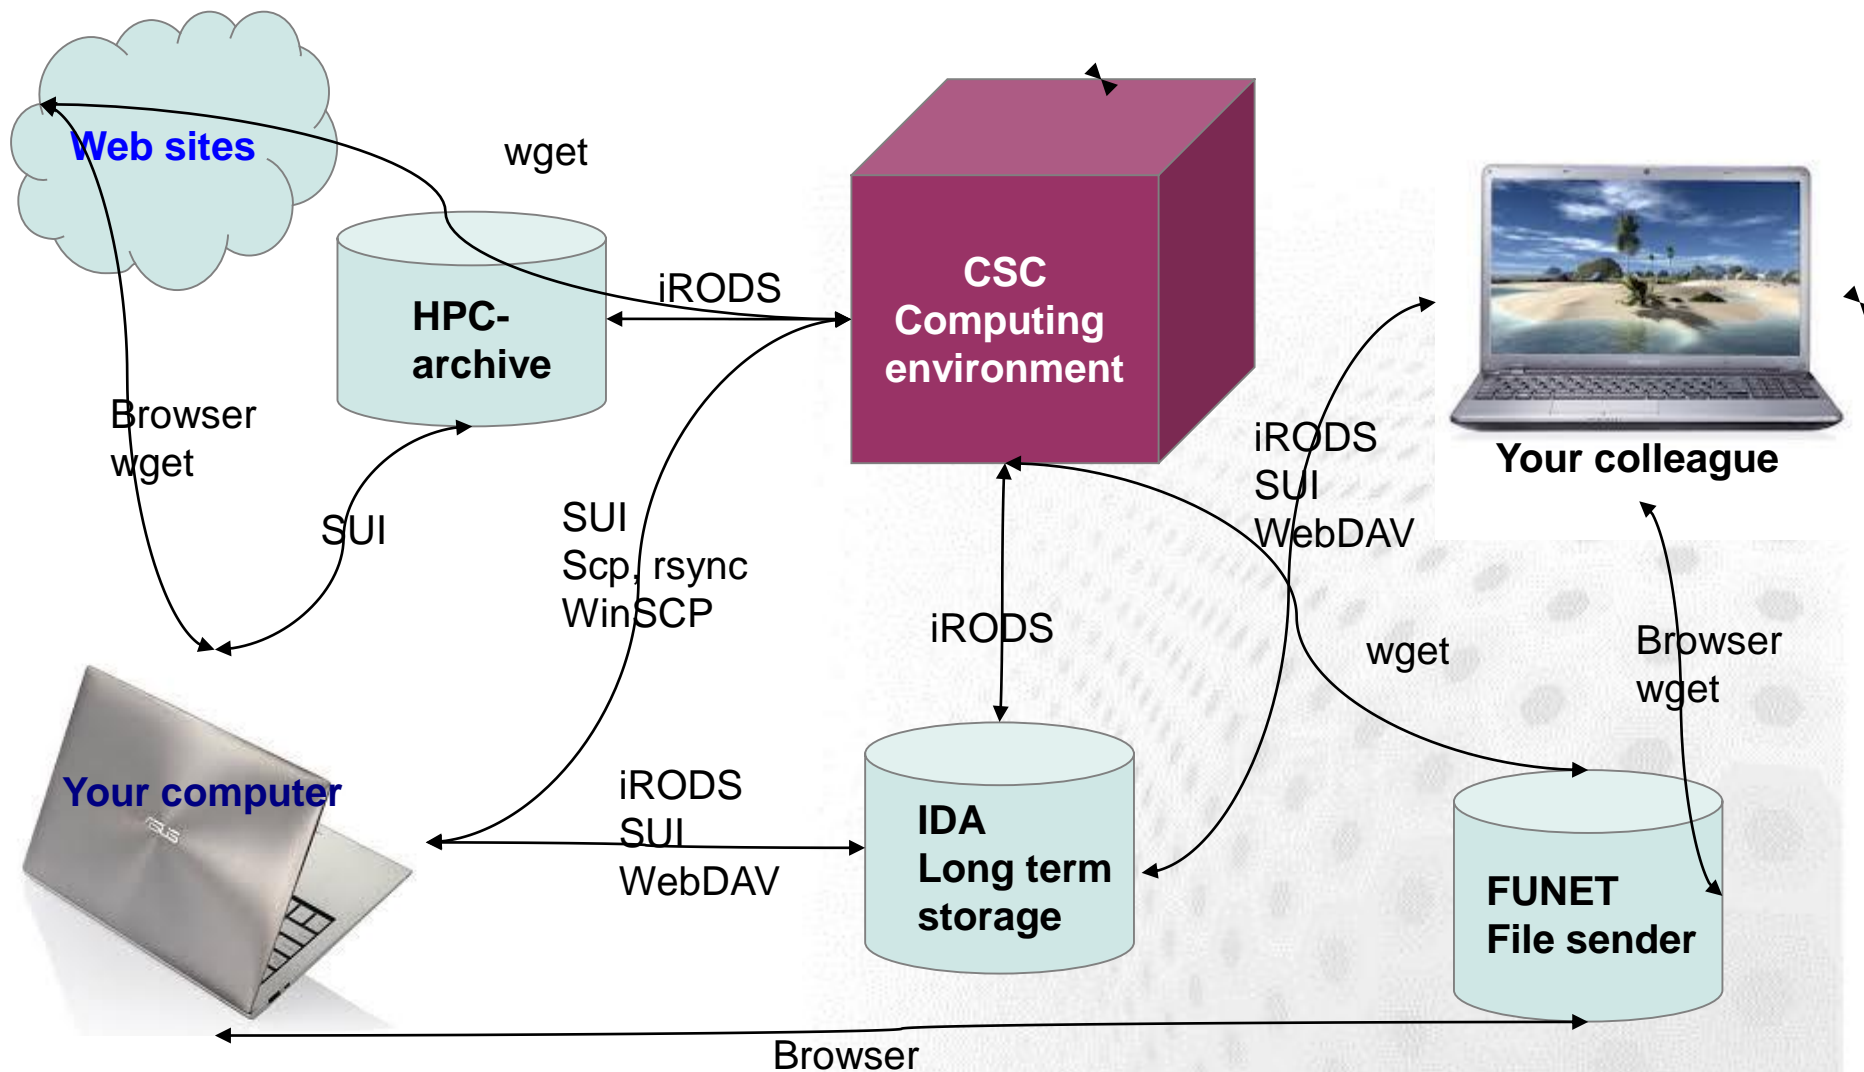 Web sites
wget
HPC-
archive
iRODS
CSC
Computing
environment
Your colleague
Browser
wget
SUI
SUI
Scp, rsync
WinSCP
iRODS
SUI
WebDAV
iRODS
wget
Browser
wget
Your computer
ASUS
iRODS
SUI
WebDAV
IDA
Long term
storage
FUNET
File sender
Browser